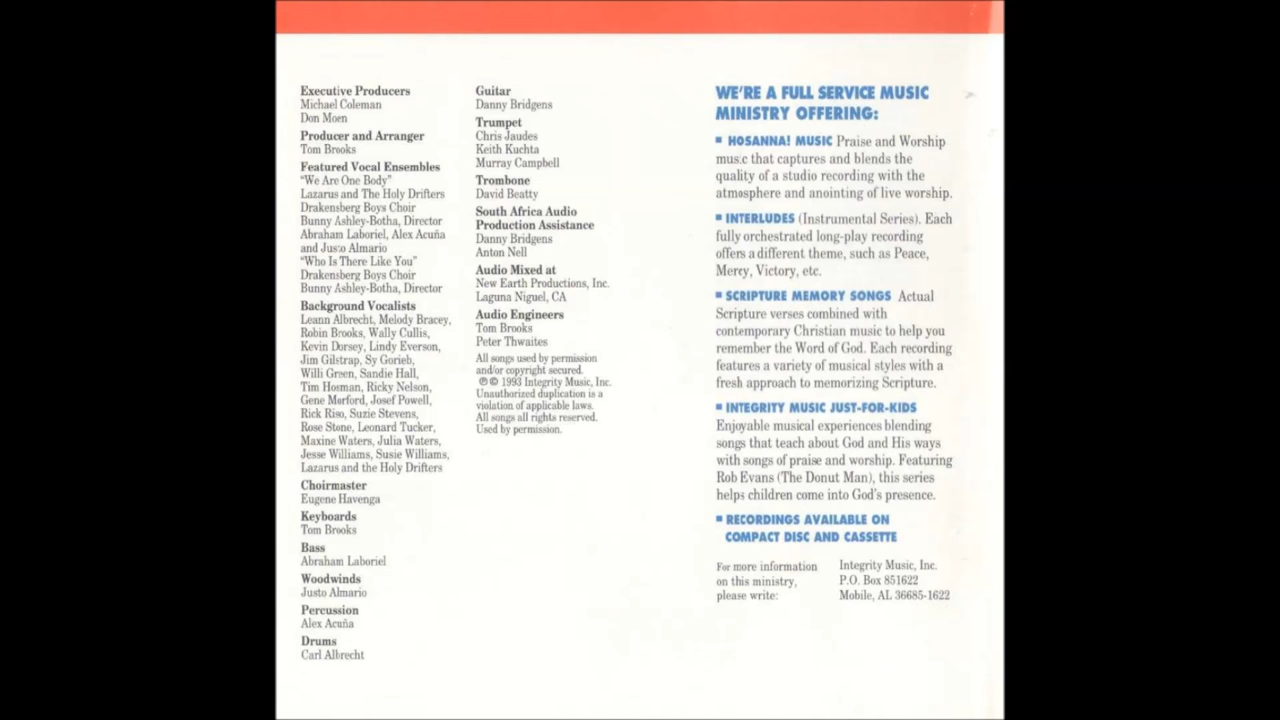 Executive Producers
Michael Coleman
Don Moen
Producer and Arranger
Tom Brooks
Featured Vocal Ensembles
"We Are One Body"
Lazarus and The Holy Drifters
Drakensberg Boys Choir
Bunny Ashley-Botha, Director
Abraham Laboriel, Alex Acuña
and Justo Almario
"Who Is There Like You"
Drakensberg Boys Choir
Bunny Ashley-Botha, Director
Background Vocalists
Leann Albrecht, Melody Bracey,
Robin Brooks, Wally Cullis,
Kevin Dorsey, Lindy Everson,
Jim Gilstrap, Sy Gorieb,
Willi Green, Sandie Hall,
Tim Hosman, Ricky Nelson,
Gene Morford, Josef Powell,
Rick Riso, Suzie Stevens,
Rose Stone, Leonard Tucker,
Maxine Waters, Julia Waters,
Jesse Williams, Susie Williams,
Lazarus and the Holy Drifters
Choirmaster
Eugene Havenga
Keyboards
Tom Brooks
Bass
Abraham Laboriel
Woodwinds
Justo Almario
Percussion
Alex Acuña
Drums
Carl Albrecht
Guitar
Danny Bridgens
Trumpet
Chris Jaudes
Keith Kuchta
Murray Campbell
Trombone
David Beatty
South Africa Audio
Production Assistance
Danny Bridgens
Anton Nell
Audio Mixed at
New Earth Productions, Inc.
Laguna Niguel, CA
Audio Engineers
Tom Brooks
Peter Thwaites
All songs used by permission
and/or copyright secured.
℗© 1993 Integrity Music, Inc.
Unauthorized duplication is a
violation of applicable laws.
All songs all rights reserved.
Used by permission.
WE'RE A FULL SERVICE MUSIC
MINISTRY OFFERING:
▪ HOSANNA! MUSIC Praise and Worship
music that captures and blends the
quality of a studio recording with the
atmosphere and anointing of live worship.
▪ INTERLUDES (Instrumental Series). Each
fully orchestrated long-play recording
offers a different theme, such as Peace,
Mercy, Victory, etc.
▪ SCRIPTURE MEMORY SONGS Actual
Scripture verses combined with
contemporary Christian music to help you
remember the Word of God. Each recording
features a variety of musical styles with a
fresh approach to memorizing Scripture.
▪ INTEGRITY MUSIC JUST-FOR-KIDS
Enjoyable musical experiences blending
songs that teach about God and His ways
with songs of praise and worship. Featuring
Rob Evans (The Donut Man), this series
helps children come into God's presence.
▪ RECORDINGS AVAILABLE ON
COMPACT DISC AND CASSETTE
For more information
on this ministry,
please write:
Integrity Music, Inc.
P.O. Box 851622
Mobile, AL 36685-1622